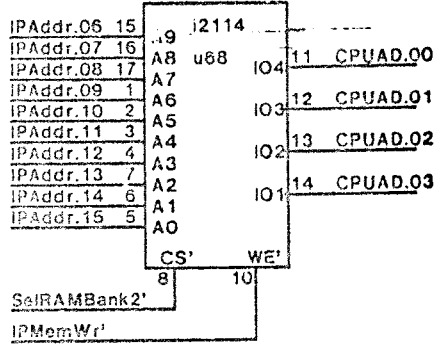 i2114
u68
IPAddr.06 15 A9
IPAddr.07 16 A8
IPAddr.08 17 A7
IPAddr.09 1 A6
IPAddr.10 2 A5
IPAddr.11 3 A4
IPAddr.12 4 A3
IPAddr.13 7 A2
IPAddr.14 6 A1
IPAddr.15 5 A0
IO4 11 CPUAD.00
IO3 12 CPUAD.01
IO2 13 CPUAD.02
IO1 14 CPUAD.03
CS' WE'
8 10
SelRAMBank2'
IPMemWr'